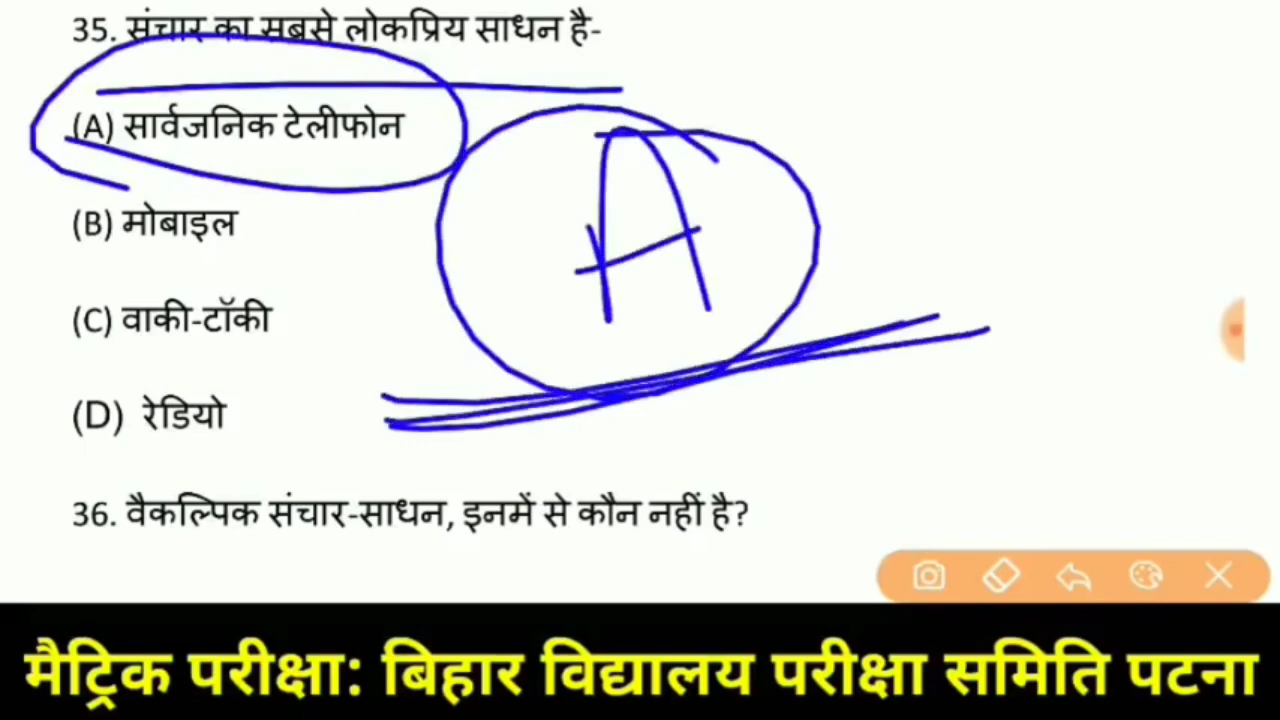 35. संचार का सबसे लोकप्रिय साधन है-
(A) सार्वजनिक टेलीफोन
A
(B) मोबाइल
(C) वाकी-टॉकी
(D) रेडियो
36. वैकल्पिक संचार-साधन, इनमें से कौन नहीं है?
मैट्रिक परीक्षा: बिहार विद्यालय परीक्षा समिति पटना